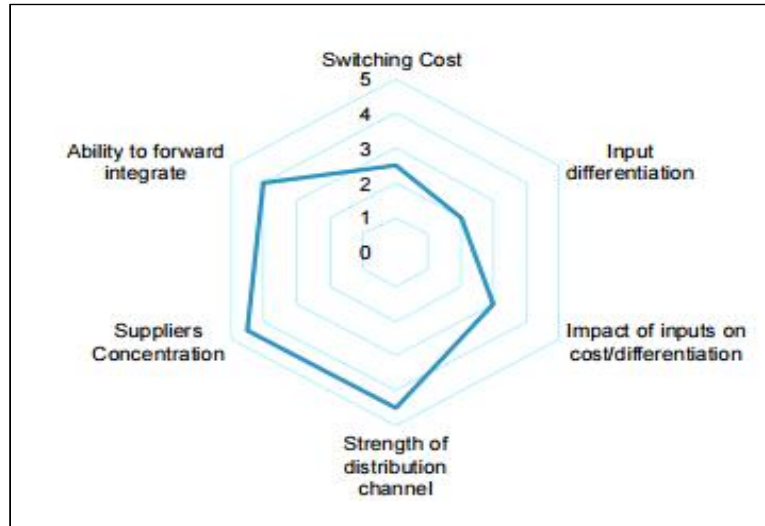 Switching Cost
5
4
3
2
1
0
Input
differentiation
Impact of inputs on
cost/differentiation
Strength of
distribution
channel
Suppliers
Concentration
Ability to forward
integrate